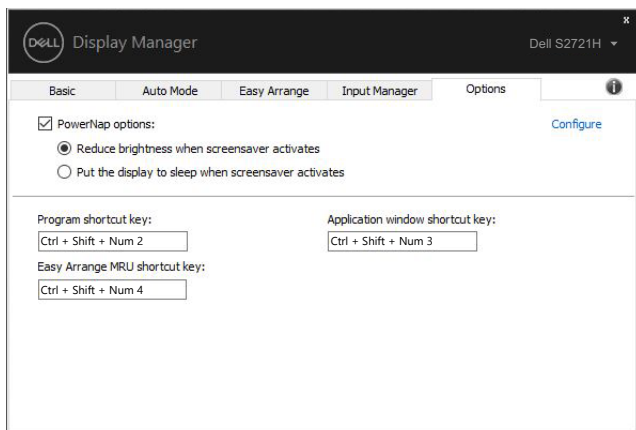 x
DELL Display Manager
Dell S2721H
Basic
Auto Mode
Easy Arrange
Input Manager
Options
i
PowerNap options:
Configure
Reduce brightness when screensaver activates
Put the display to sleep when screensaver activates
Program shortcut key:
Application window shortcut key:
Ctrl + Shift + Num 2
Ctrl + Shift + Num 3
Easy Arrange MRU shortcut key:
Ctrl + Shift + Num 4